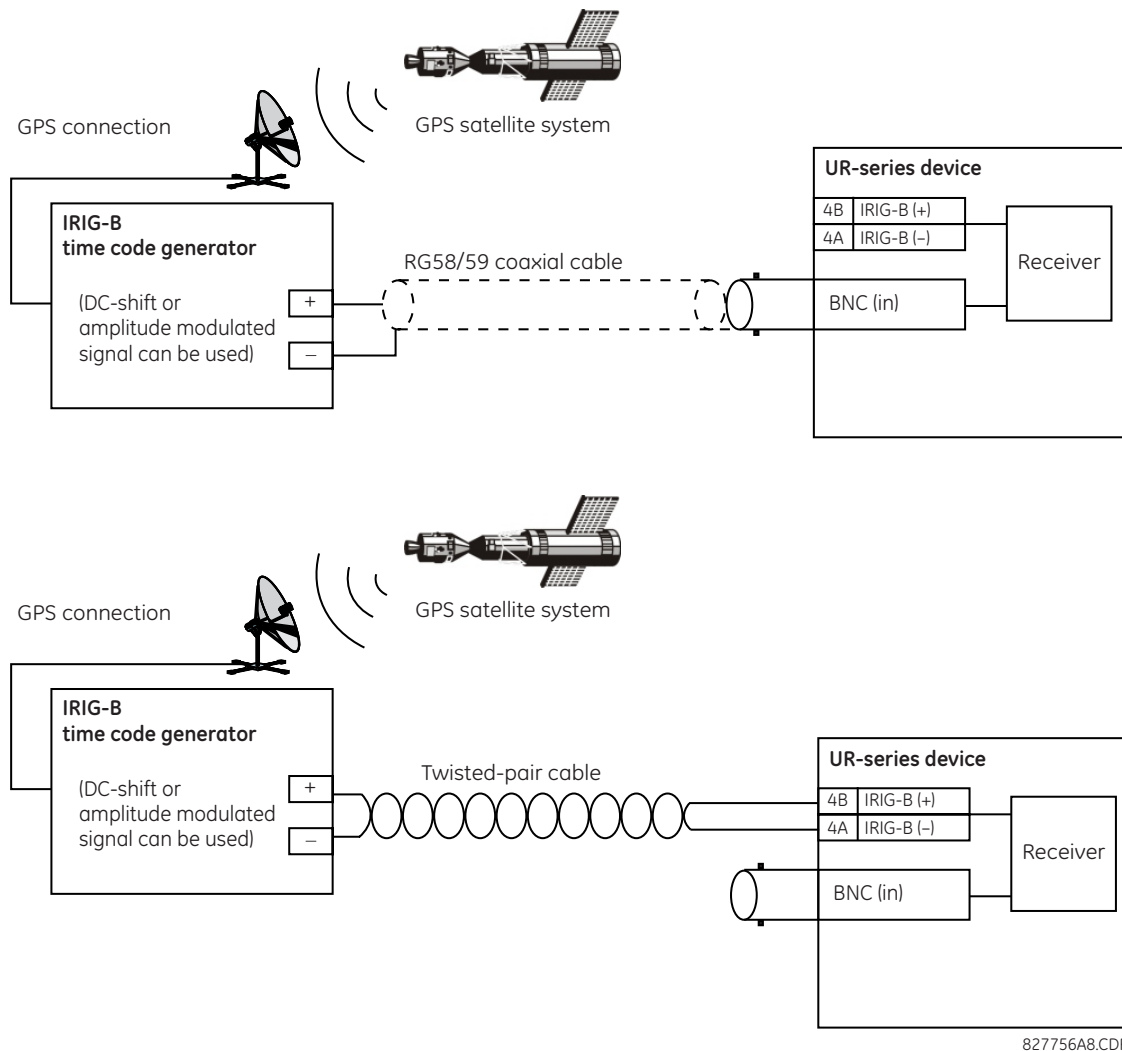 GPS connection
GPS satellite system
IRIG-B
time code generator
(DC-shift or
amplitude modulated
signal can be used)
+
–
RG58/59 coaxial cable
UR-series device
4B IRIG-B (+)
4A IRIG-B (–)
BNC (in)
Receiver
GPS connection
GPS satellite system
IRIG-B
time code generator
(DC-shift or
amplitude modulated
signal can be used)
+
–
Twisted-pair cable
UR-series device
4B IRIG-B (+)
4A IRIG-B (–)
BNC (in)
Receiver